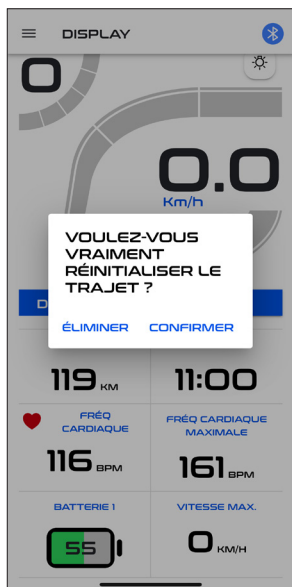 DISPLAY
0
0.0
Km/h
VOULEZ-VOUS
VRAIMENT
RÉINITIALISER LE
TRAJET ?
D
ÉLIMINER CONFIRMER
119 KM 11:00
FRÉQ
CARDIAQUE
116 BPM
FRÉQ CARDIAQUE
MAXIMALE
161 BPM
BATTERIE 1 VITESSE MAX.
55 0 KM/H